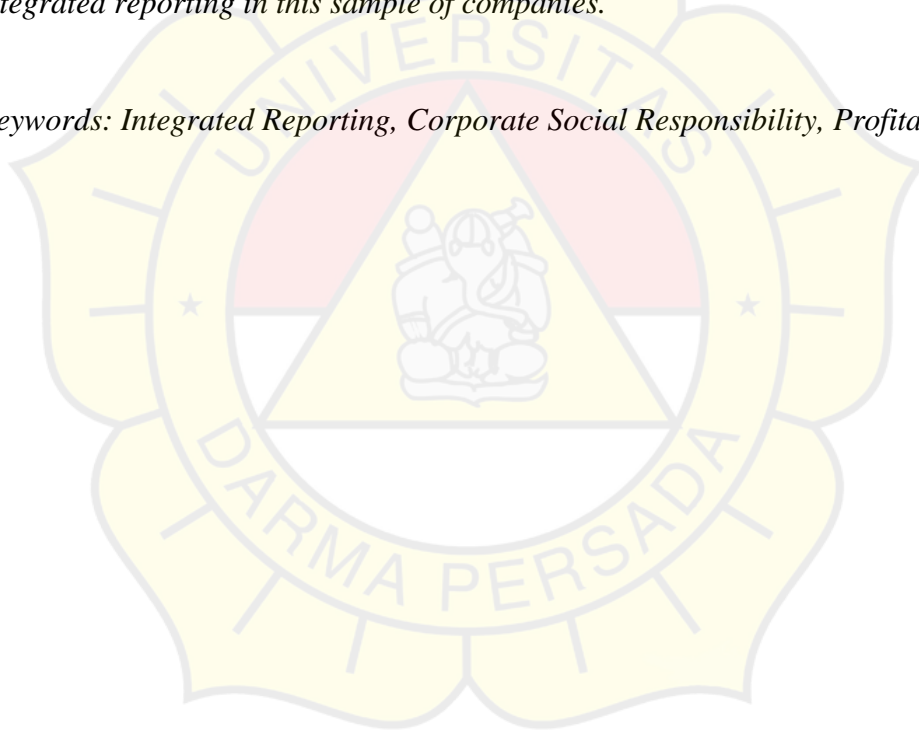 ntegrated reporting in this sample of companies.
eywords: Integrated Reporting, Corporate Social Responsibility, Profita
UNIVERSITAS
DARMA PERSADA